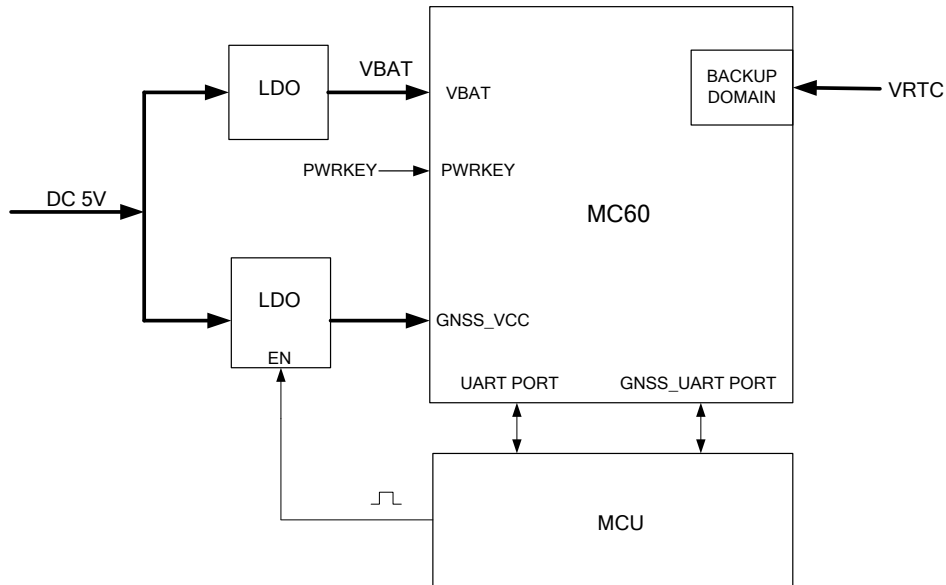 LDO
VBAT
VBAT
BACKUP
DOMAIN
VRTC
PWRKEY
PWRKEY
DC 5V
MC60
LDO
EN
GNSS_VCC
UART PORT
GNSS_UART PORT
MCU